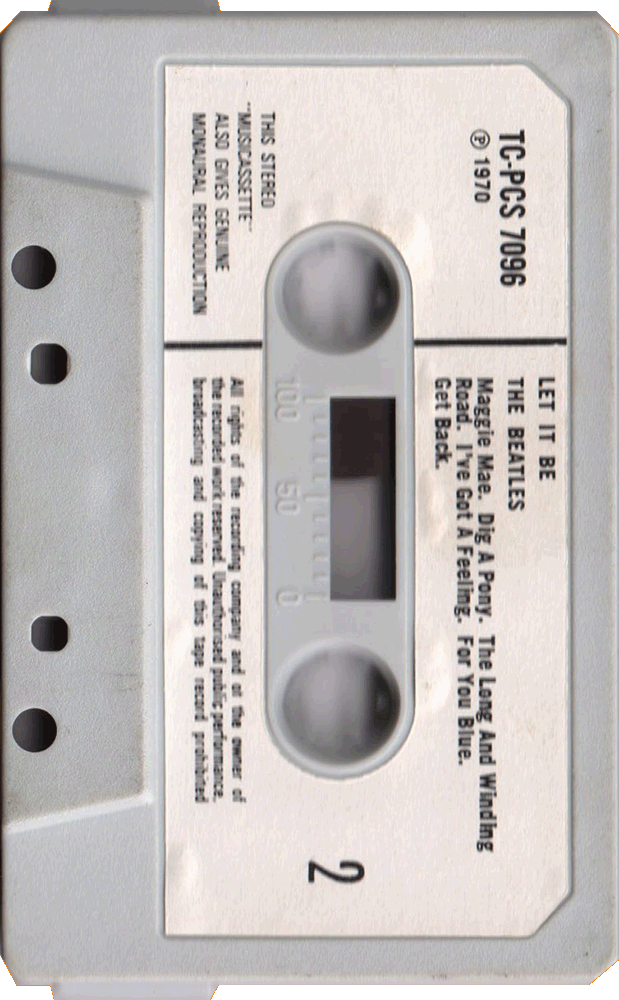 TC-PCS 7096
Ⓟ 1970
LET IT BE
THE BEATLES
Maggie Mae. Dig A Pony. The Long And Winding
Road. I've Got A Feeling. For You Blue.
Get Back.
THIS STEREO
"MUSICASSETTE"
ALSO GIVES GENUINE
MONAURAL REPRODUCTION
100 50 0
2
All rights of the recording company and of the owner of
the recorded work reserved. Unauthorised public performance,
broadcasting and copying of this tape record prohibited